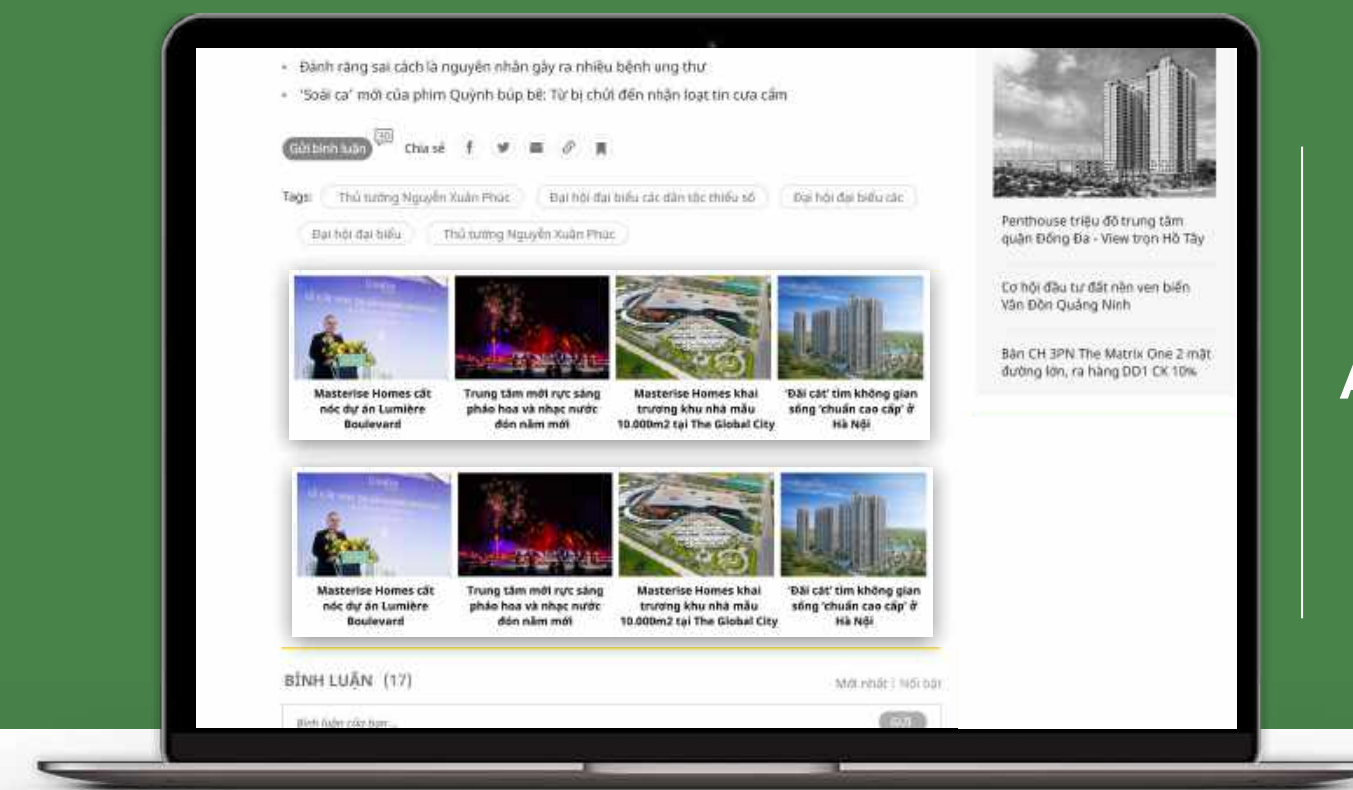 Đánh răng sai cách là nguyên nhân gây ra nhiều bệnh ung thư
'Soái ca' mới của phim Quỳnh búp bê: Từ bị chửi đến nhận loạt tin cưa cẩm
Gửi bình luận
30
Chia sẻ
Tags: Thủ tướng Nguyễn Xuân Phúc Đại hội đại biểu các dân tộc thiểu số Đại hội đại biểu các
Đại hội đại biểu Thủ tướng Nguyễn Xuân Phúc
Masterise Homes cất
nóc dự án Lumière
Boulevard
Trung tâm mới rực sáng
pháo hoa và nhạc nước
đón năm mới
Masterise Homes khai
trương khu nhà mẫu
10.000m2 tại The Global City
'Đãi cát' tìm không gian
sống 'chuẩn cao cấp' ở
Hà Nội
Masterise Homes cất
nóc dự án Lumière
Boulevard
Trung tâm mới rực sáng
pháo hoa và nhạc nước
đón năm mới
Masterise Homes khai
trương khu nhà mẫu
10.000m2 tại The Global City
'Đãi cát' tìm không gian
sống 'chuẩn cao cấp' ở
Hà Nội
BÌNH LUẬN (17)
Mới nhất | Nổi bật
Bình luận của bạn...
GỬI
Penthouse triệu đô trung tâm
quận Đống Đa - View trọn Hồ Tây
Cơ hội đầu tư đất nền ven biển
Vân Đồn Quảng Ninh
Bán CH 3PN The Matrix One 2 mặt
đường lớn, ra hàng DD1 CK 10%
A